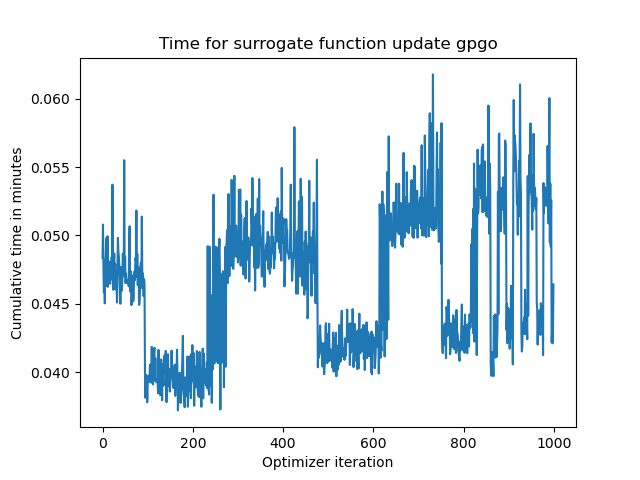 Time for surrogate function update gpgo
0.060
0.055
0.050
0.045
0.040
Cumulative time in minutes
0 200 400 600 800 1000
Optimizer iteration